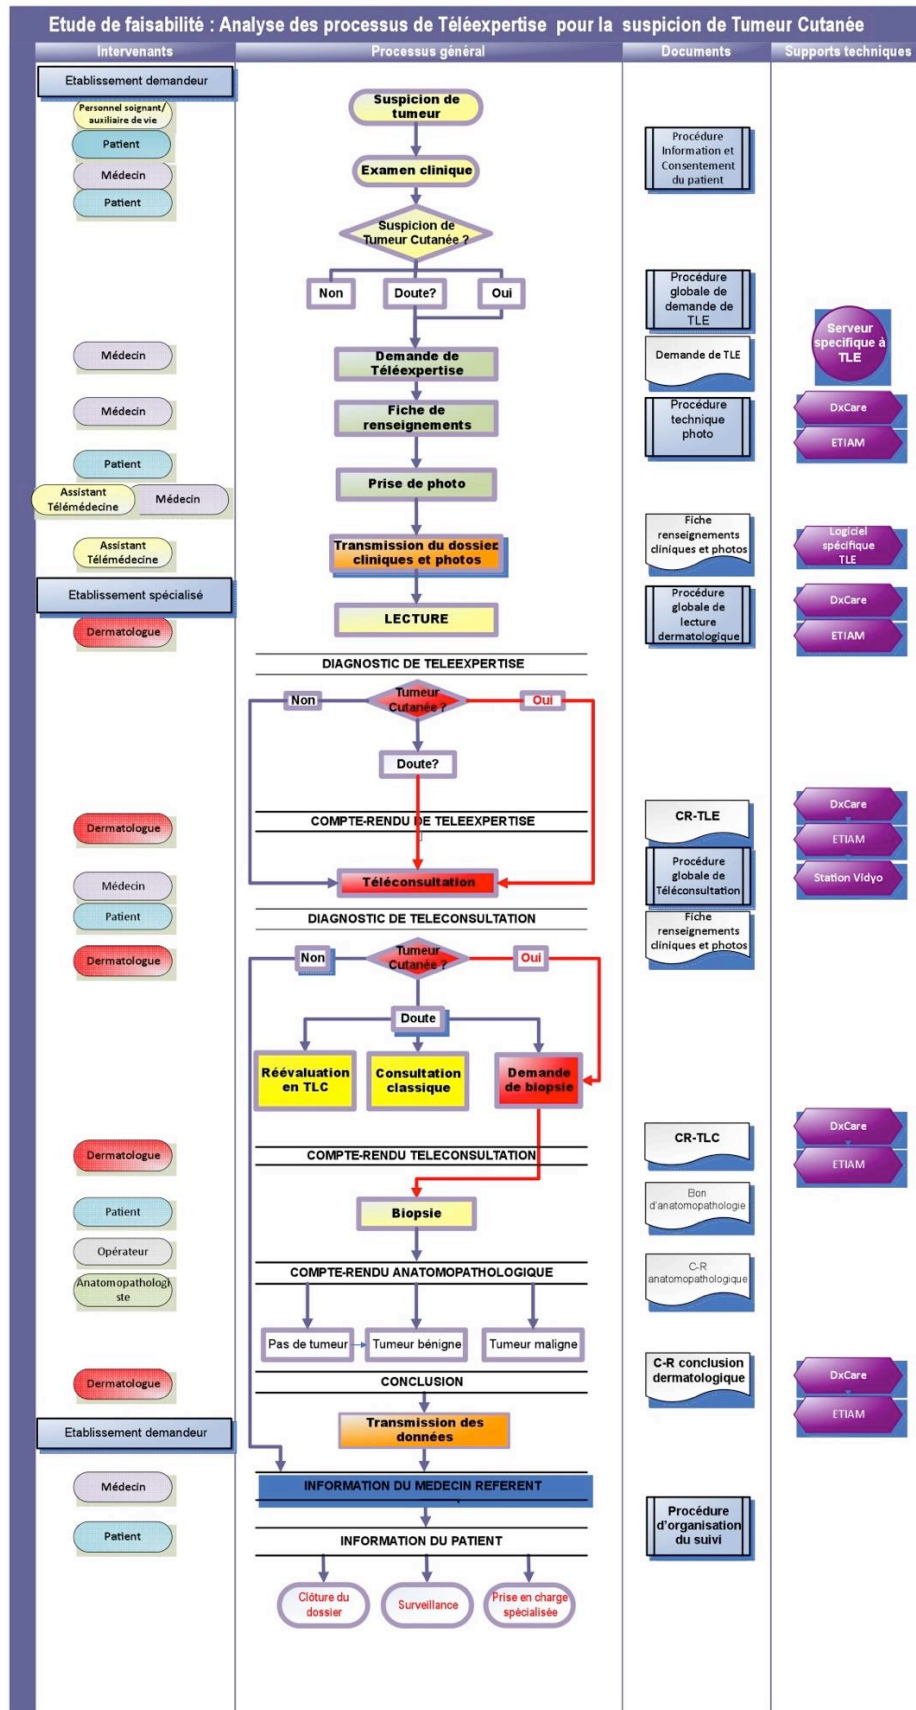 Etude de faisabilité : Analyse des processus de Téléexpertise pour la suspicion de Tumeur Cutanée
Intervenants
Processus général
Documents
Supports techniques
Etablissement demandeur
Personnel soignant/
auxiliaire de vie
Patient
Médecin
Patient
Suspicion de
tumeur
Examen clinique
Procédure
Information et
Consentement
du patient
Suspicion de
Tumeur Cutanée ?
Non
Doute?
Oui
Procédure
globale de
demande de
TLE
Serveur
specifique à
TLE
Médecin
Demande de
Téléexpertise
Demande de TLE
Médecin
Fiche de
renseignements
Procédure
technique
photo
DxCare
ETIAM
Patient
Assistant
Télémédecine
Médecin
Prise de photo
Assistant
Télémédecine
Transmission du dossier:
cliniques et photos
Fiche
renseignements
cliniques et photos
Logiciel
spécifique
TLE
Etablissement spécialisé
Dermatologue
LECTURE
Procédure
globale de
lecture
dermatologique
DxCare
ETIAM
DIAGNOSTIC DE TELEEXPERTISE
Non
Tumeur
Cutanée ?
Oui
Doute?
Dermatologue
COMPTE-RENDU DE TELEEXPERTISE
CR-TLE
DxCare
ETIAM
Médecin
Téléconsultation
Procédure
globale de
Téléconsultation
Station Vidyo
Patient
DIAGNOSTIC DE TELECONSULTATION
Fiche
renseignements
cliniques et photos
Dermatologue
Non
Tumeur
Cutanée ?
Oui
Doute
Réévaluation
en TLC
Consultation
classique
Demande
de biopsie
Dermatologue
COMPTE-RENDU TELECONSULTATION
CR-TLC
DxCare
ETIAM
Patient
Biopsie
Bon
d'anatomopathologie
Opérateur
Anatomopathologi
ste
COMPTE-RENDU ANATOMOPATHOLOGIQUE
C-R
anatomopathologique
Pas de tumeur
Tumeur bénigne
Tumeur maligne
Dermatologue
CONCLUSION
C-R conclusion
dermatologique
DxCare
ETIAM
Etablissement demandeur
Transmission des
données
Médecin
INFORMATION DU MEDECIN REFERENT
Patient
INFORMATION DU PATIENT
Procédure
d'organisation
du suivi
Clôture du
dossier
Surveillance
Prise en charge
spécialisée